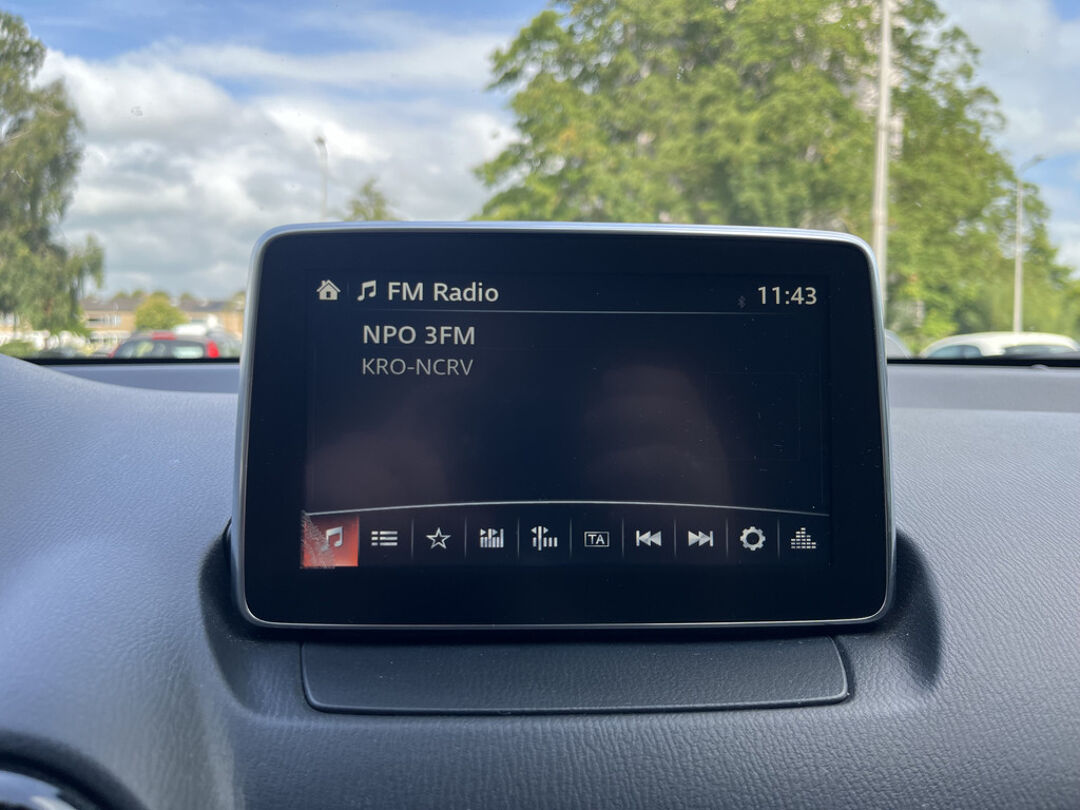 FM Radio 11:43
NPO 3FM
KRO-NCRV
TA